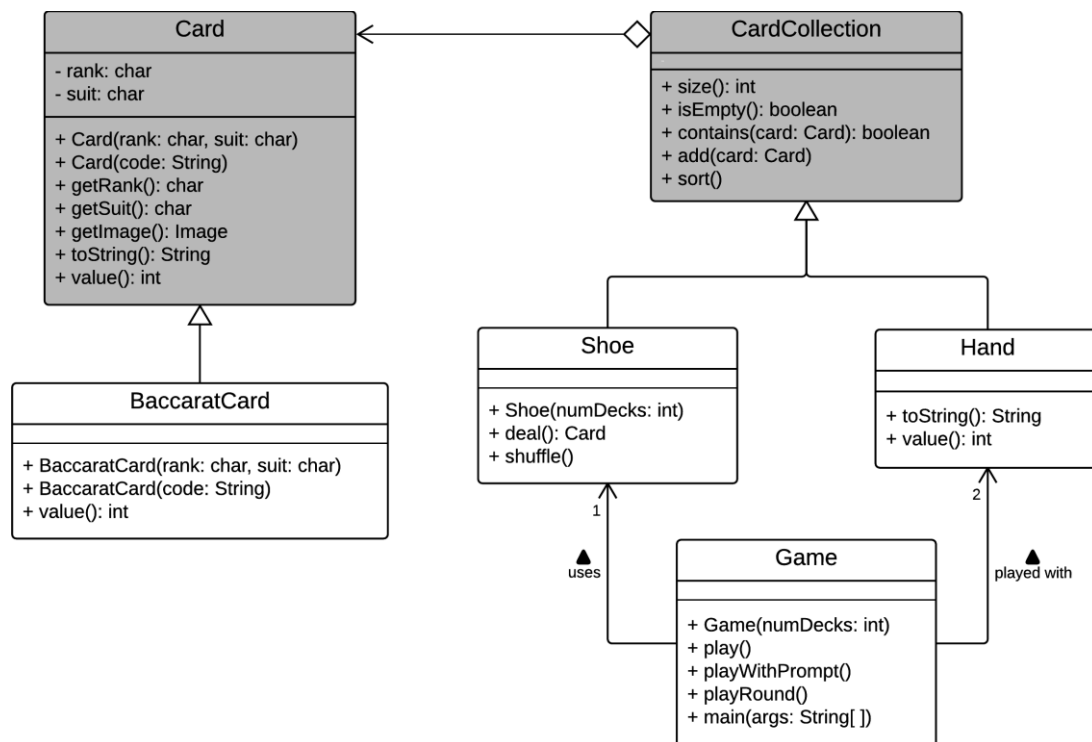 Card
- rank: char
- suit: char
+ Card(rank: char, suit: char)
+ Card(code: String)
+ getRank(): char
+ getSuit(): char
+ getImage(): Image
+ toString(): String
+ value(): int
CardCollection
+ size(): int
+ isEmpty(): boolean
+ contains(card: Card): boolean
+ add(card: Card)
+ sort()
BaccaratCard
+ BaccaratCard(rank: char, suit: char)
+ BaccaratCard(code: String)
+ value(): int
Shoe
+ Shoe(numDecks: int)
+ deal(): Card
+ shuffle()
Hand
+ toString(): String
+ value(): int
1
uses
2
played with
Game
+ Game(numDecks: int)
+ play()
+ playWithPrompt()
+ playRound()
+ main(args: String[ ])